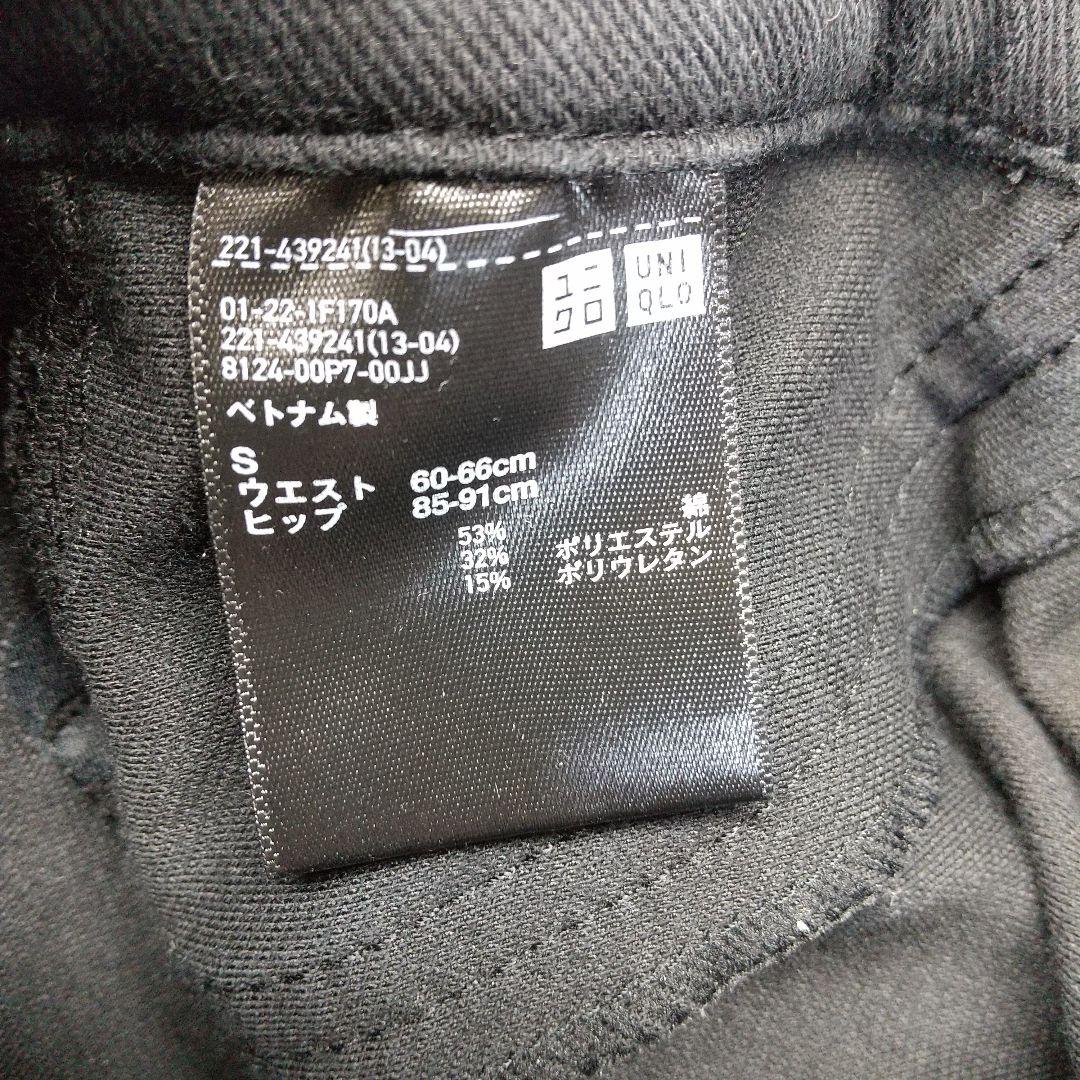 221-439241(13-04)
ユニクロ
UNIQLO
01-22-1F170A
221-439241(13-04)
8124-00P7-00JJ
ベトナム製
S
ウエスト 60-66cm
ヒップ 85-91cm
53% 綿
32% ポリエステル
15% ポリウレタン